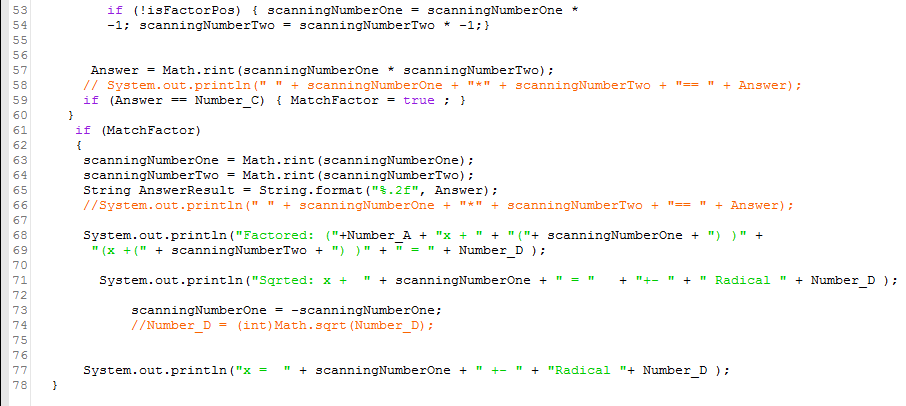 53 if (!isFactorPos) { scanningNumberOne = scanningNumberOne *
54 -1; scanningNumberTwo = scanningNumberTwo * -1;}
55
56
57 Answer = Math.rint(scanningNumberOne * scanningNumberTwo);
58 // System.out.println(" " + scanningNumberOne + "*" + scanningNumberTwo + "== " + Answer);
59 if (Answer == Number_C) { MatchFactor = true ; }
60 }
61 if (MatchFactor)
62 {
63 scanningNumberOne = Math.rint(scanningNumberOne);
64 scanningNumberTwo = Math.rint(scanningNumberTwo);
65 String AnswerResult = String.format("%.2f", Answer);
66 //System.out.println(" " + scanningNumberOne + "*" + scanningNumberTwo + "== " + Answer);
67
68 System.out.println("Factored: ("+Number_A + "x + " + "("+ scanningNumberOne + ") )" +
69 "(x +(" + scanningNumberTwo + ") )" + " = " + Number_D );
70
71 System.out.println("Sqrted: x +  " + scanningNumberOne + " = "   + "+- " + " Radical " + Number_D );
72
73 scanningNumberOne = -scanningNumberOne;
74 //Number_D = (int)Math.sqrt(Number_D);
75
76
77 System.out.println("x =  " + scanningNumberOne + " +- " + "Radical "+ Number_D );
78 }